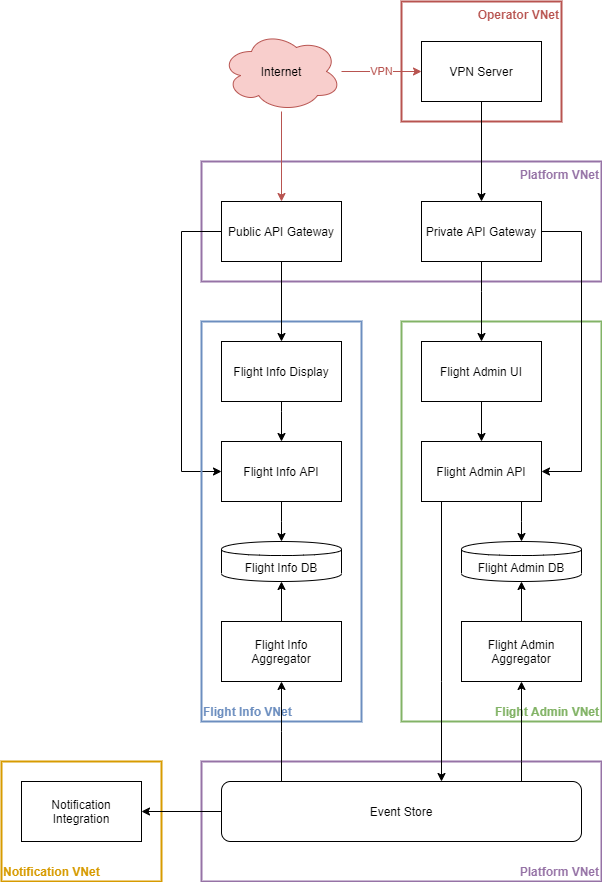 Operator VNet
Internet
VPN
VPN Server
Platform VNet
Public API Gateway
Private API Gateway
Flight Info Display
Flight Admin UI
Flight Info API
Flight Admin API
Flight Info DB
Flight Admin DB
Flight Info
Aggregator
Flight Admin
Aggregator
Flight Info VNet
Flight Admin VNet
Notification
Integration
Event Store
Notification VNet
Platform VNet